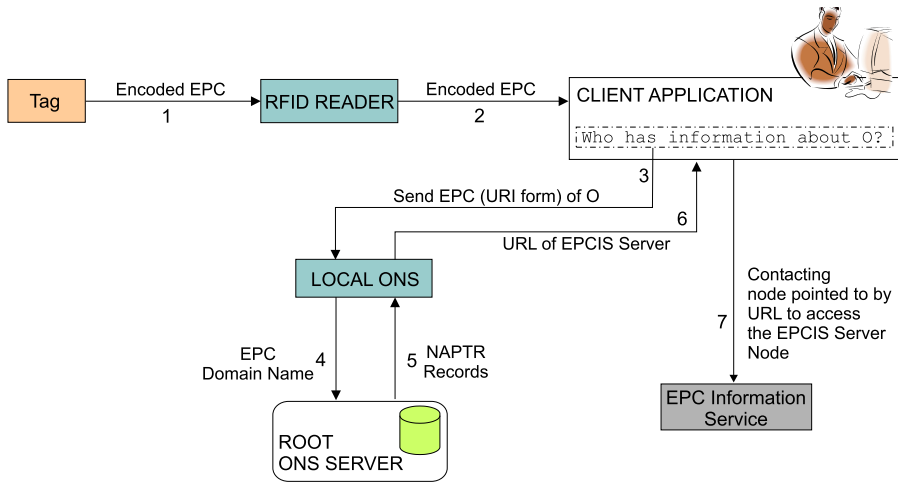 Tag
Encoded EPC
1
RFID READER
Encoded EPC
2
CLIENT APPLICATION
Who has information about O?
3
Send EPC (URI form) of O
6
URL of EPCIS Server
LOCAL ONS
EPC
Domain Name
4
5
NAPTR
Records
ROOT
ONS SERVER
7
Contacting
node pointed to by
URL to access
the EPCIS Server
Node
EPC Information
Service